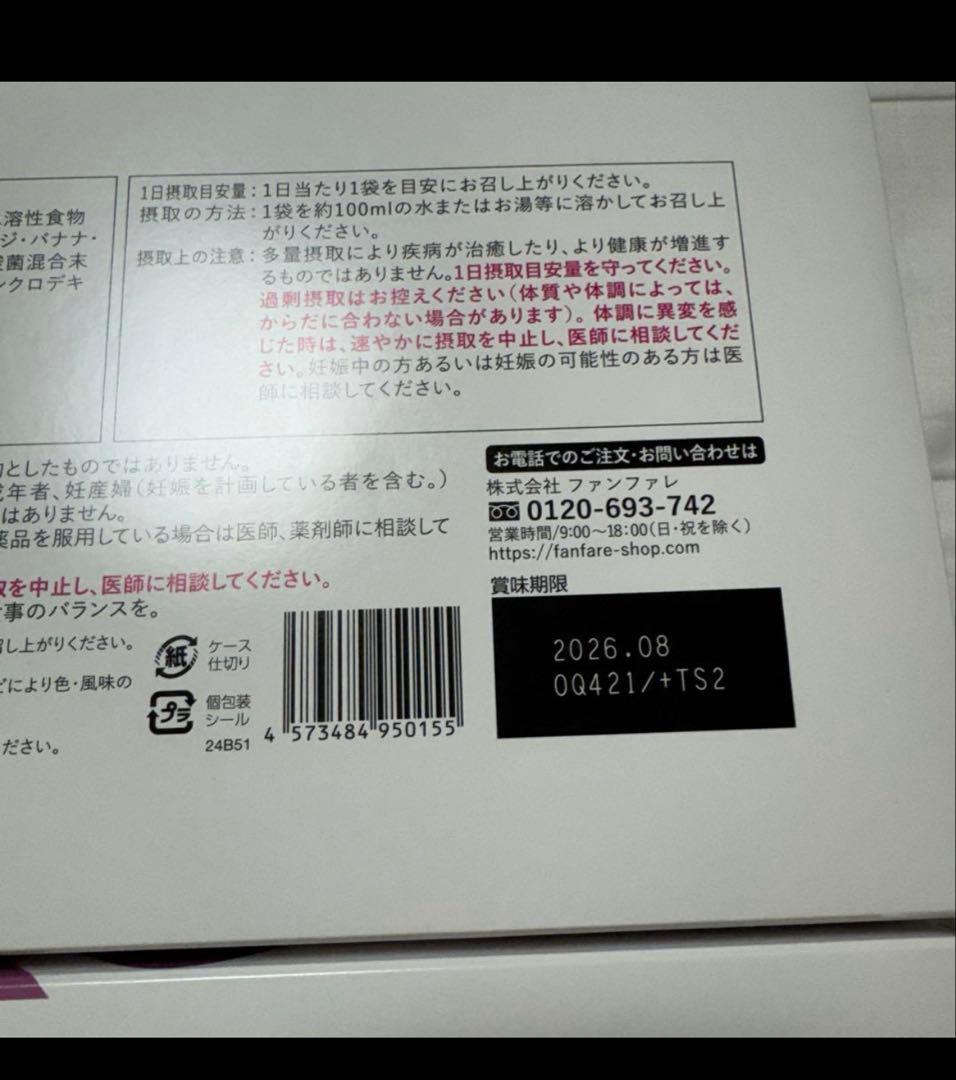 溶性食物
ジ・バナナ・
菌混合末
クロデキ
1日摂取目安量：1日当たり1袋を目安にお召し上がりください。
摂取の方法：1袋を約100mlの水またはお湯等に溶かしてお召し上
がりください。
摂取上の注意：多量摂取により疾病が治癒したり、より健康が増進す
るものではありません。1日摂取目安量を守ってください。
過剰摂取はお控えください（体質や体調によっては、
からだに合わない場合があります）。体調に異変を感
じた時は、速やかに摂取を中止し、医師に相談してくだ
さい。妊娠中の方あるいは妊娠の可能性のある方は医
師に相談してください。
としたものではありません。
年者、妊産婦（妊娠を計画している者を含む。）
はありません。
薬品を服用している場合は医師、薬剤師に相談して
を中止し、医師に相談してください。
事のバランスを。
し上がりください。
により色・風味の
ださい。
紙
ケース
仕切り
プラ
個包装
シール
24B51
4 573484 950155
お電話でのご注文・お問い合わせは
株式会社 ファンファレ
0120-693-742
営業時間/9:00〜18:00（日・祝を除く）
https://fanfare-shop.com
賞味期限
2026.08
0Q421/+TS2